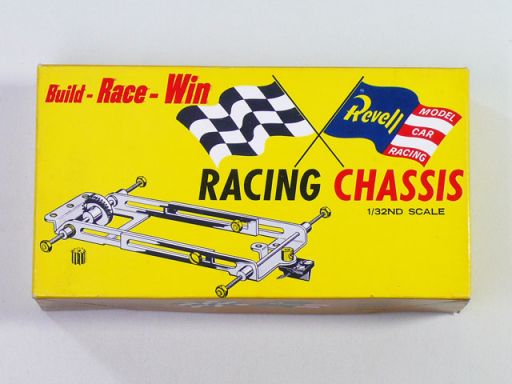 Build - Race - Win
Revell
MODEL
CAR
RACING
RACING CHASSIS
1/32ND SCALE